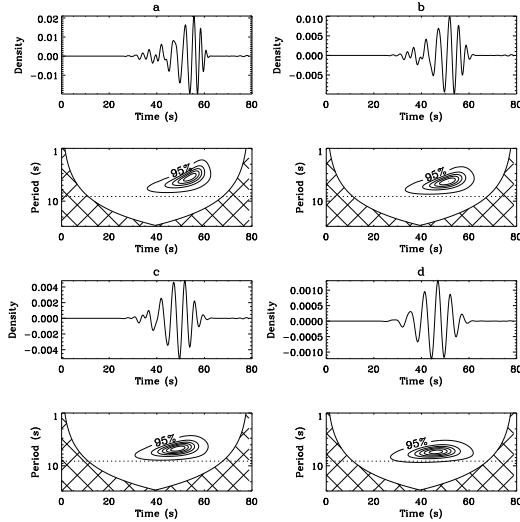 a
0.02
0.01
0.00
−0.01
Density
0 20 40 60 80
Time (s)
b
0.010
0.005
0.000
−0.005
Density
0 20 40 60 80
Time (s)
1
10
Period (s)
95%
0 20 40 60 80
Time (s)
1
10
Period (s)
95%
0 20 40 60 80
Time (s)
c
0.004
0.002
0.000
−0.002
−0.004
Density
0 20 40 60 80
Time (s)
d
0.0010
0.0005
0.0000
−0.0005
−0.0010
Density
0 20 40 60 80
Time (s)
1
10
Period (s)
95%
0 20 40 60 80
Time (s)
1
10
Period (s)
95%
0 20 40 60 80
Time (s)